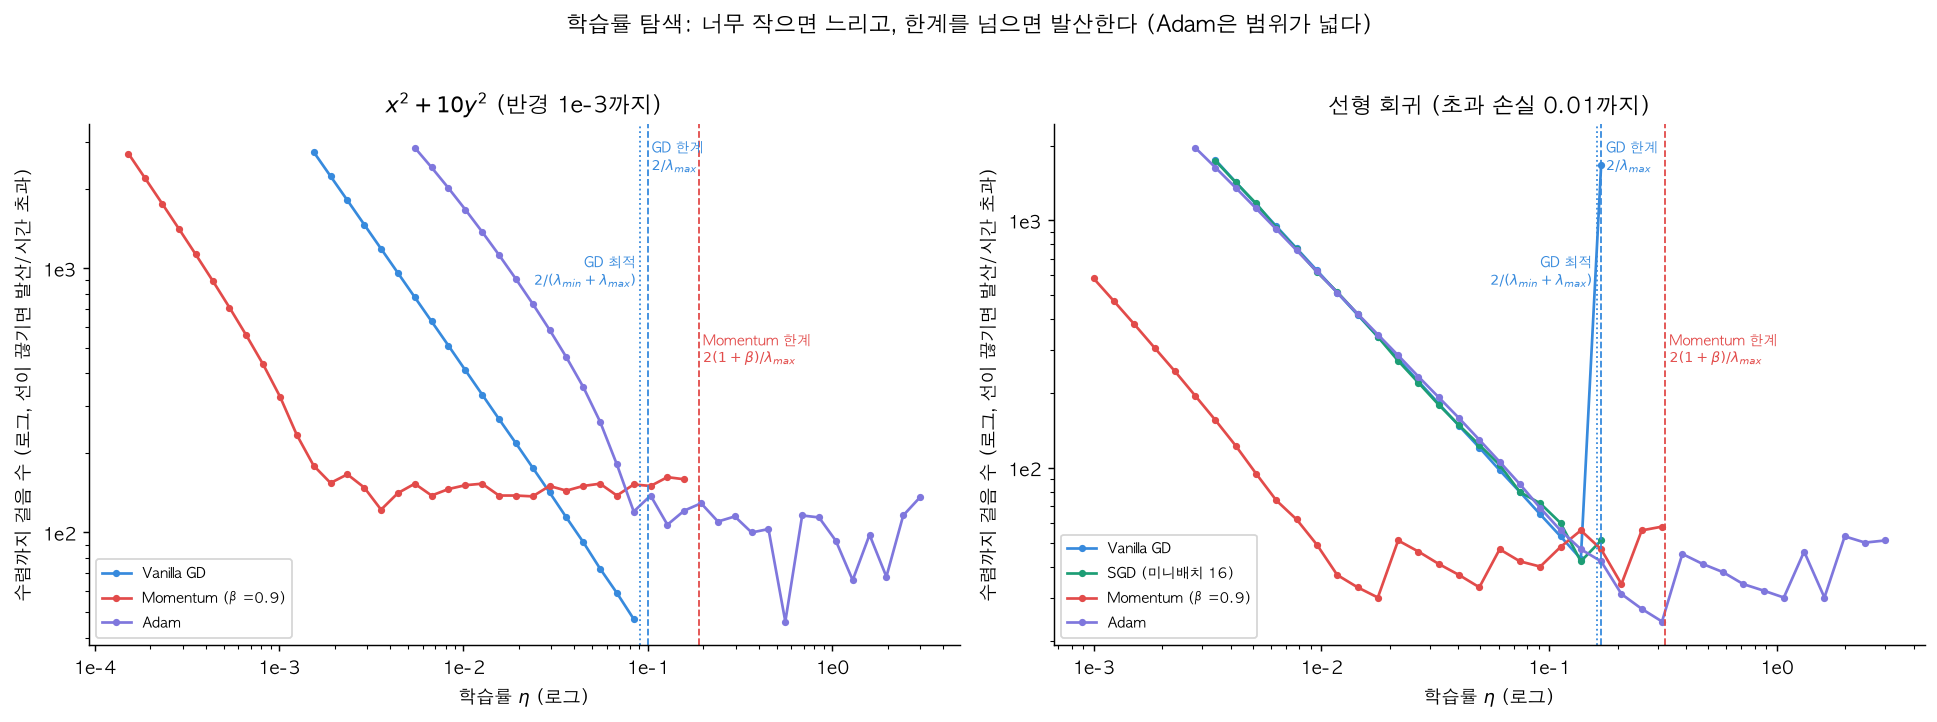 학습률 탐색: 너무 작으면 느리고, 한계를 넘으면 발산한다 (Adam은 범위가 넓다)
x² + 10y² (반경 1e-3까지)
수렴까지 걸음 수 (로그, 선이 끊기면 발산/시간 초과)
1e3
1e2
GD 한계
2/λ_max
GD 최적
2/(λ_min + λ_max)
Momentum 한계
2(1 + β)/λ_max
Vanilla GD
Momentum (β =0.9)
Adam
1e-4
1e-3
1e-2
1e-1
1e0
학습률 η (로그)
선형 회귀 (초과 손실 0.01까지)
수렴까지 걸음 수 (로그, 선이 끊기면 발산/시간 초과)
1e3
1e2
GD 한계
2/λ_max
GD 최적
2/(λ_min + λ_max)
Momentum 한계
2(1 + β)/λ_max
Vanilla GD
SGD (미니배치 16)
Momentum (β =0.9)
Adam
1e-3
1e-2
1e-1
1e0
학습률 η (로그)